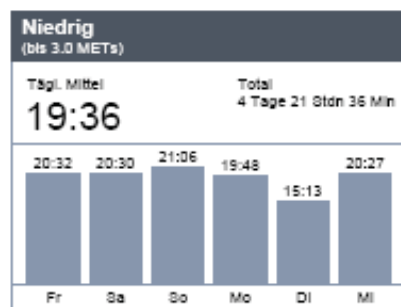 Niedrig
(bis 3.0 METs)
Tägl. Mittel
Total
19:36
4 Tage 21 Stdn 36 Min
20:32 20:30 21:06 19:48 15:13 20:27
Fr Sa So Mo Di Mi